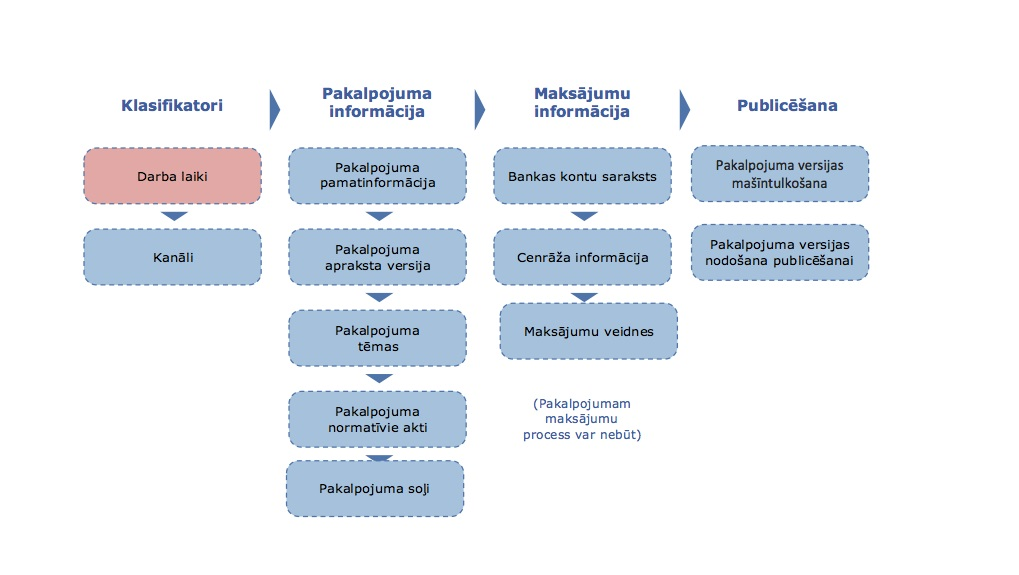 Klasifikatori
Pakalpojuma
informācija
Maksājumu
informācija
Publicēšana
Darba laiki
Kanāli
Pakalpojuma
pamatinformācija
Pakalpojuma
apraksta versija
Pakalpojuma
tēmas
Pakalpojuma
normatīvie akti
Pakalpojuma soļi
Bankas kontu saraksts
Cenrāža informācija
Maksājumu veidnes
(Pakalpojumam
maksājumu
process var nebūt)
Pakalpojuma versijas
mašīntulkošana
Pakalpojuma versijas
nodošana publicēšanai